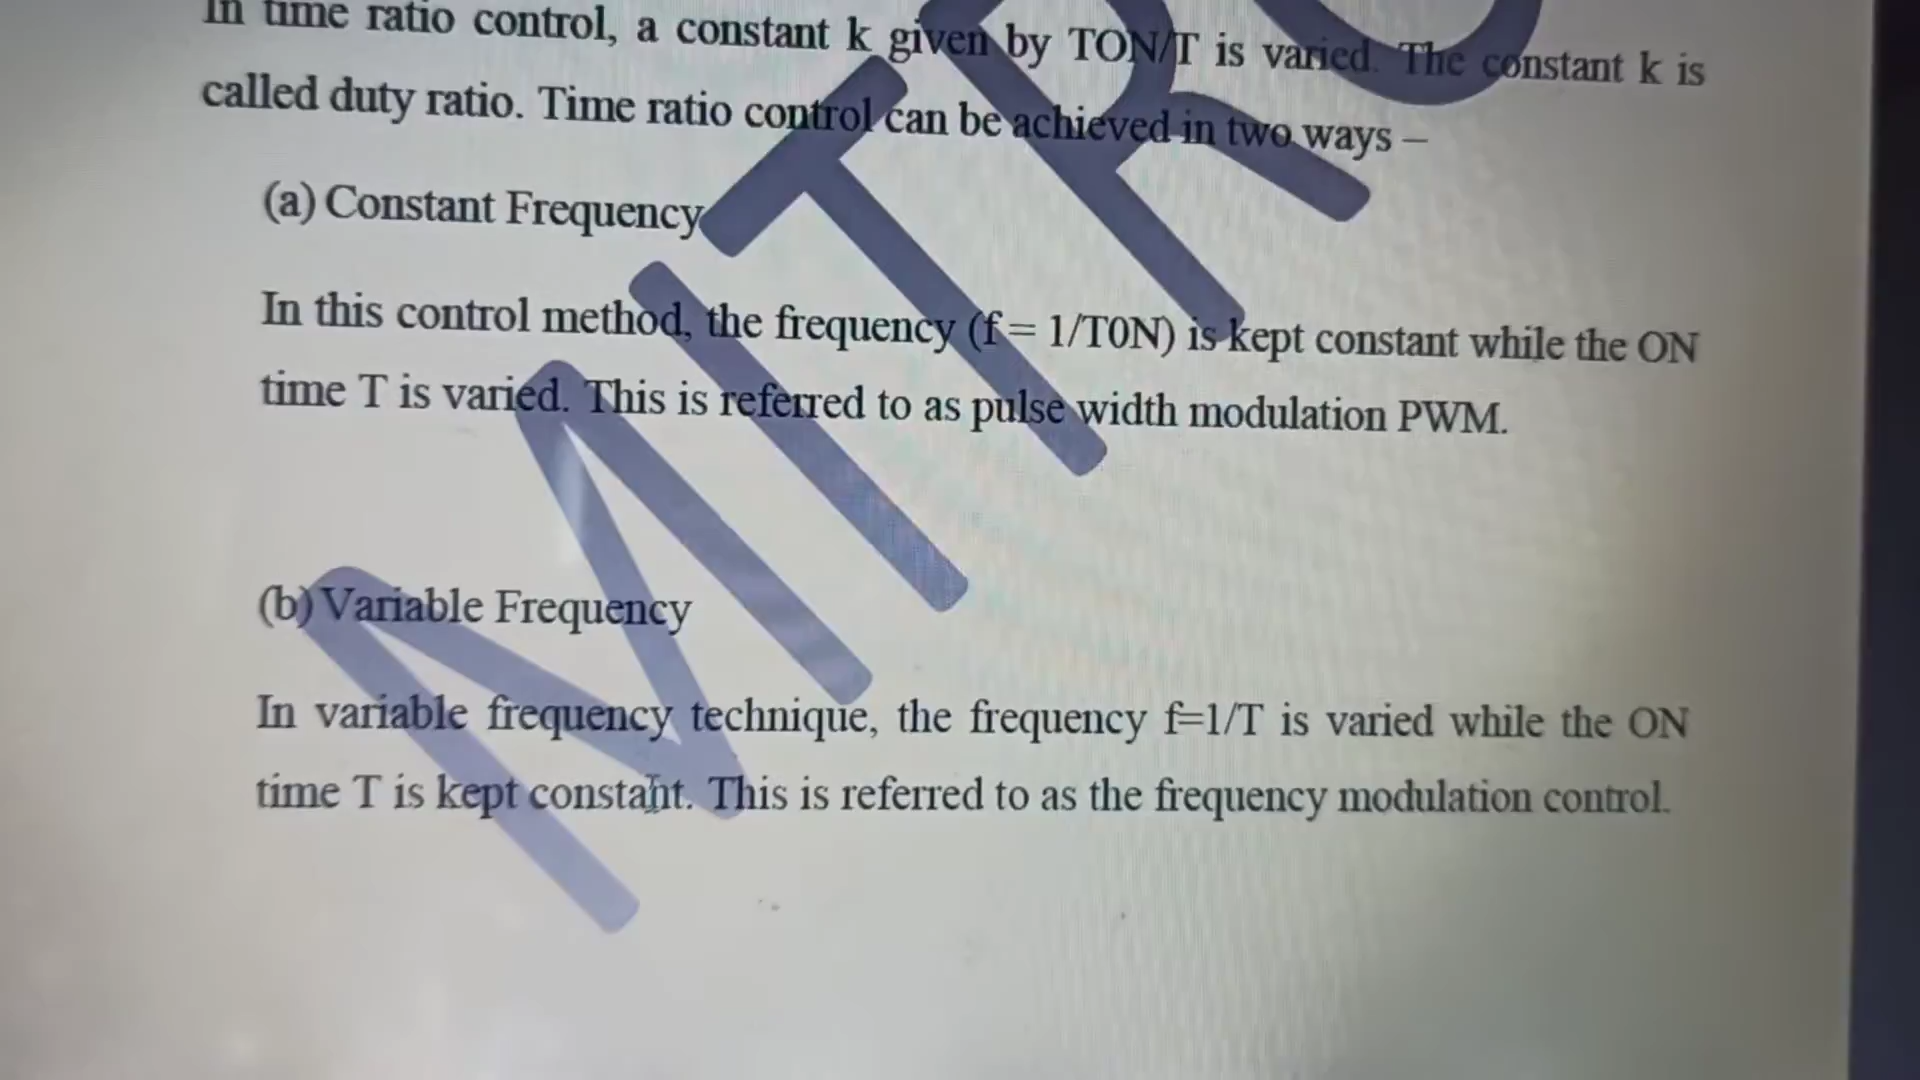 In time ratio control, a constant k given by TON/T is varied. The constant k is
called duty ratio. Time ratio control can be achieved in two ways –
(a) Constant Frequency
In this control method, the frequency (f = 1/T0N) is kept constant while the ON
time T is varied. This is referred to as pulse width modulation PWM.
(b) Variable Frequency
In variable frequency technique, the frequency f=1/T is varied while the ON
time T is kept constant. This is referred to as the frequency modulation control.